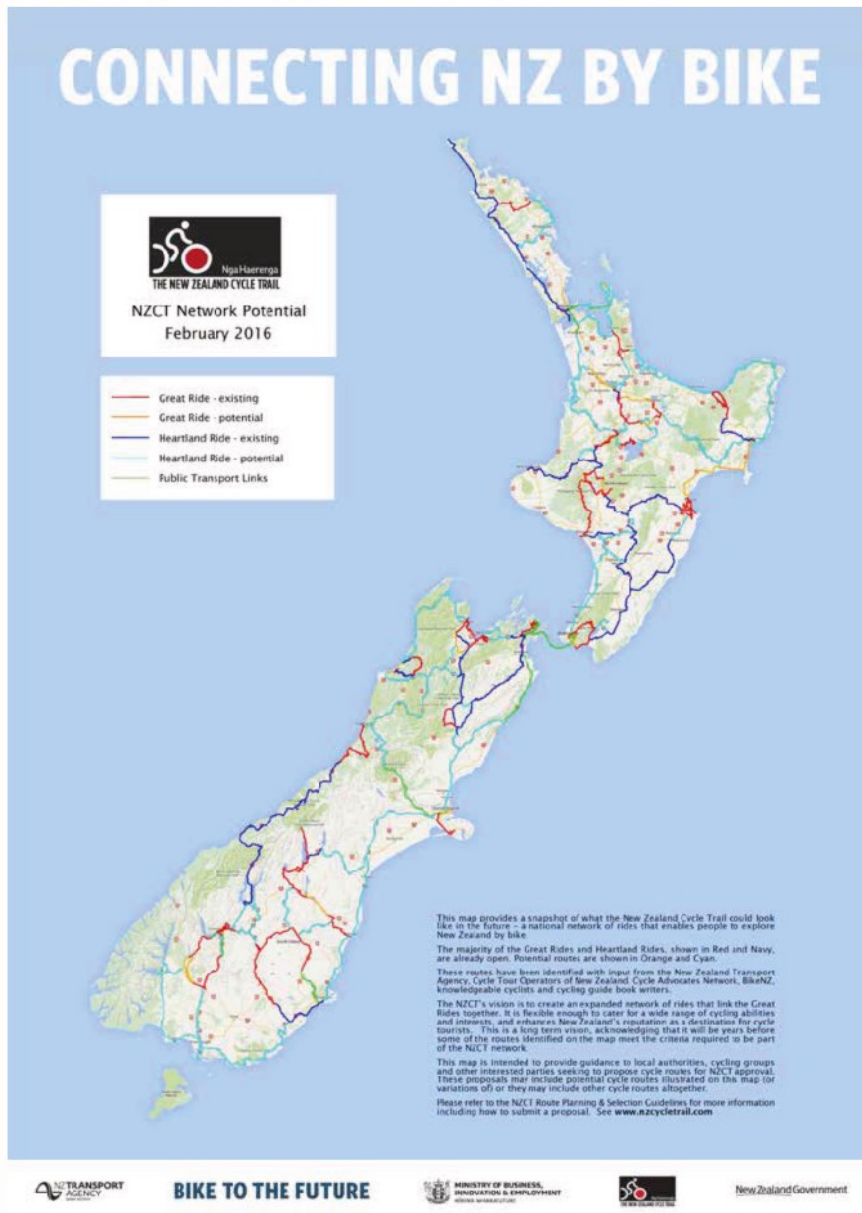 CONNECTING NZ BY BIKE
Nga Haerenga
THE NEW ZEALAND CYCLE TRAIL
NZCT Network Potential
February 2016
Great Ride - existing
Great Ride - potential
Heartland Ride - existing
Heartland Ride - potential
Public Transport Links
This map provides a snapshot of what the New Zealand Cycle Trail could look
like in the future – a national network of rides that enables people to explore
New Zealand by bike.
The majority of the Great Rides and Heartland Rides, shown in Red and Navy,
are already open. Potential routes are shown in Orange and Cyan.
These routes have been identified with input from the New Zealand Transport
Agency, Cycle Tour Operators of New Zealand, Cycle Advocates Network, BikeNZ,
knowledgeable cyclists and cycling guide book writers.
The NZCT's vision is to create an expanded network of rides that link the Great
Rides together. It is flexible enough to cater for a wide range of cycling abilities
and interests, and enhances New Zealand's reputation as a destination for cycle
tourists. This is a long term vision, acknowledging that it will be years before
some of the routes identified on the map meet the criteria required to be part
of the NZCT network.
This map is intended to provide guidance to local authorities, cycling groups
and other interested parties seeking to propose cycle routes for NZCT approval.
These proposals may include potential cycle routes illustrated on this map (or
variations of) or they may include other cycle routes altogether.
Please refer to the NZCT Route Planning & Selection Guidelines for more information
including how to submit a proposal. See www.nzcycletrail.com
NZ TRANSPORT
AGENCY
BIKE TO THE FUTURE
MINISTRY OF BUSINESS,
INNOVATION & EMPLOYMENT
HĪKINA WHAKATUTUKI
THE NEW ZEALAND CYCLE TRAIL
New Zealand Government